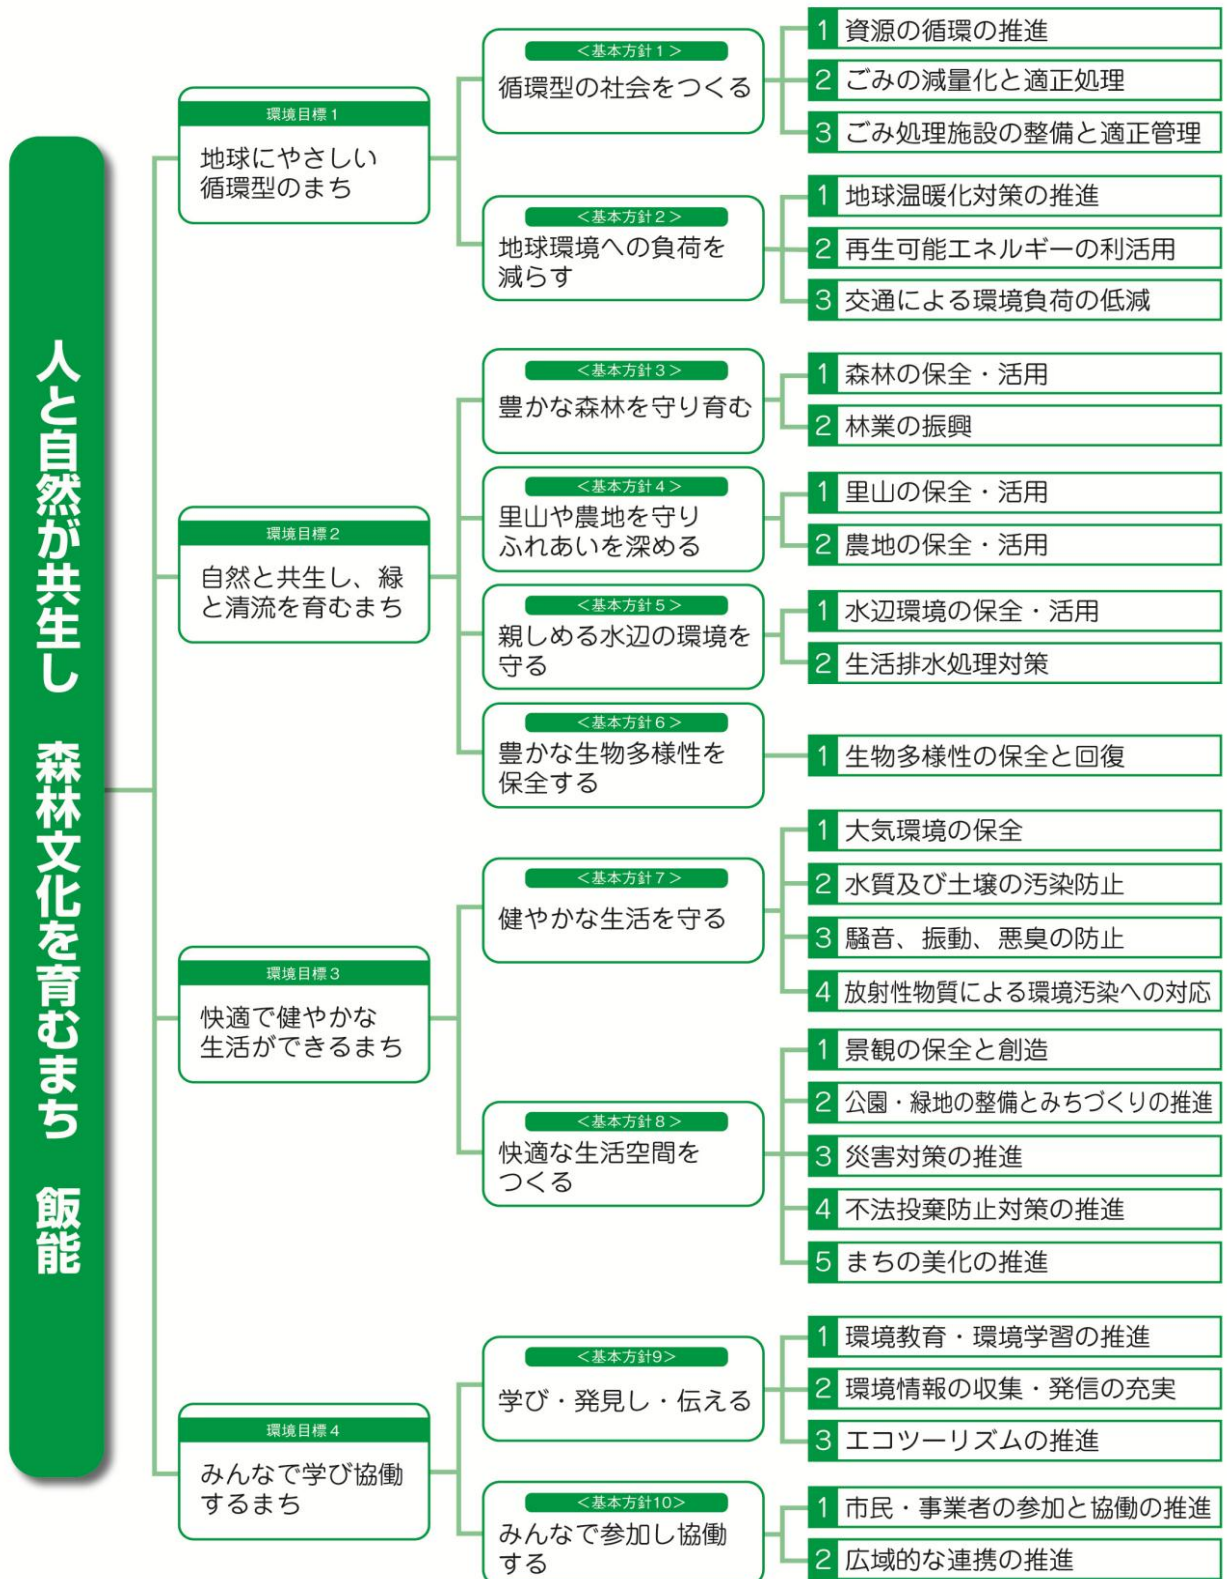 人と自然が共生し　森林文化を育むまち　飯能
環境目標1
地球にやさしい
循環型のまち
＜基本方針1＞
循環型の社会をつくる
1 資源の循環の推進
2 ごみの減量化と適正処理
3 ごみ処理施設の整備と適正管理
＜基本方針2＞
地球環境への負荷を
減らす
1 地球温暖化対策の推進
2 再生可能エネルギーの利活用
3 交通による環境負荷の低減
環境目標2
自然と共生し、緑
と清流を育むまち
＜基本方針3＞
豊かな森林を守り育む
1 森林の保全・活用
2 林業の振興
＜基本方針4＞
里山や農地を守り
ふれあいを深める
1 里山の保全・活用
2 農地の保全・活用
＜基本方針5＞
親しめる水辺の環境を
守る
1 水辺環境の保全・活用
2 生活排水処理対策
＜基本方針6＞
豊かな生物多様性を
保全する
1 生物多様性の保全と回復
環境目標3
快適で健やかな
生活ができるまち
＜基本方針7＞
健やかな生活を守る
1 大気環境の保全
2 水質及び土壌の汚染防止
3 騒音、振動、悪臭の防止
4 放射性物質による環境汚染への対応
＜基本方針8＞
快適な生活空間を
つくる
1 景観の保全と創造
2 公園・緑地の整備とみちづくりの推進
3 災害対策の推進
4 不法投棄防止対策の推進
5 まちの美化の推進
環境目標4
みんなで学び協働
するまち
＜基本方針9＞
学び・発見し・伝える
1 環境教育・環境学習の推進
2 環境情報の収集・発信の充実
3 エコツーリズムの推進
＜基本方針10＞
みんなで参加し協働
する
1 市民・事業者の参加と協働の推進
2 広域的な連携の推進